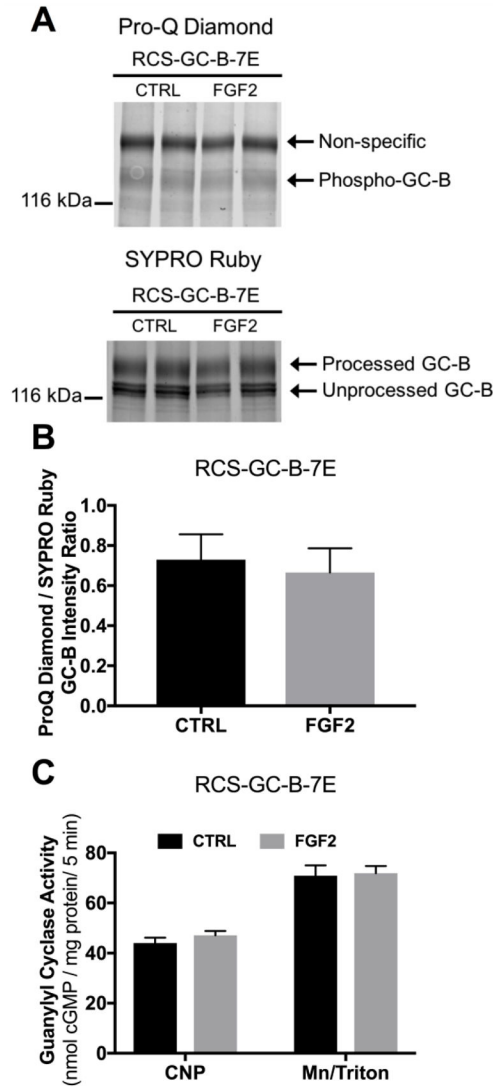 A
Pro-Q Diamond
RCS-GC-B-7E
CTRL FGF2
Non-specific
Phospho-GC-B
116 kDa
SYPRO Ruby
RCS-GC-B-7E
CTRL FGF2
Processed GC-B
Unprocessed GC-B
116 kDa
B
RCS-GC-B-7E
ProQ Diamond / SYPRO Ruby
GC-B Intensity Ratio
1.0
0.8
0.6
0.4
0.2
0.0
CTRL FGF2
C
RCS-GC-B-7E
CTRL FGF2
Guanylyl Cyclase Activity
(nmol cGMP / mg protein/ 5 min)
80
60
40
20
0
CNP Mn/Triton